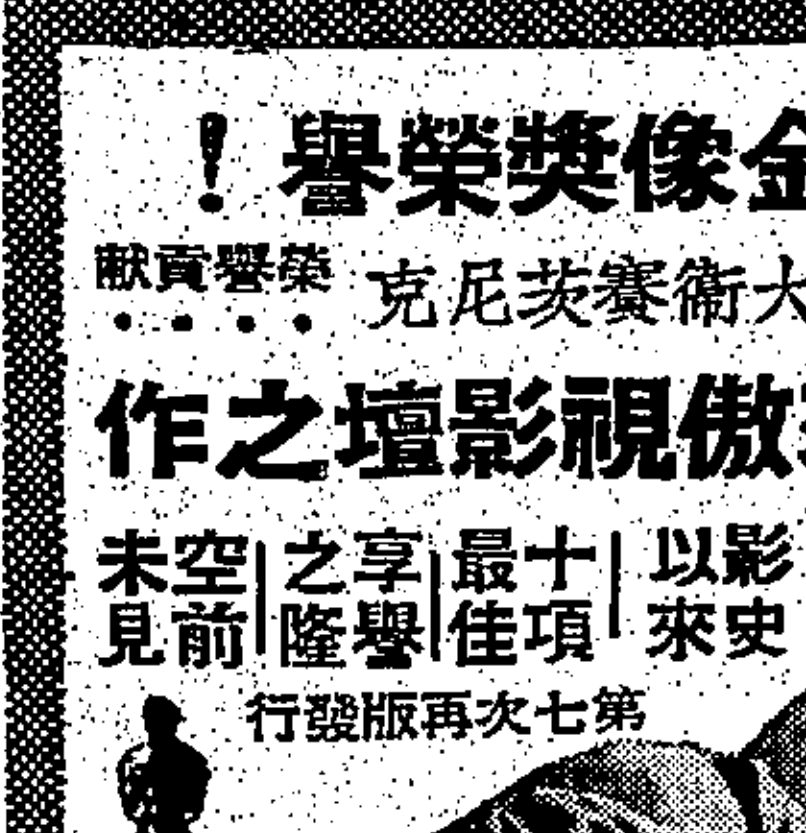 金像獎榮譽！
大衞賽茨尼克 榮譽貢献
傲視影壇之作
影史以來
十項最佳
享譽之隆
空前未見
第七次再版發行